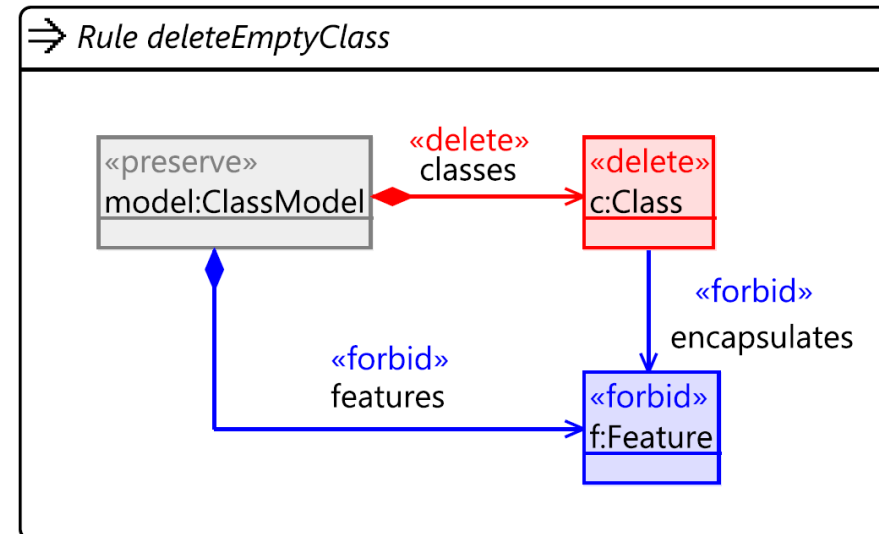 Rule deleteEmptyClass
«preserve»
model:ClassModel
«delete»
classes
«delete»
c:Class
«forbid»
encapsulates
«forbid»
features
«forbid»
f:Feature